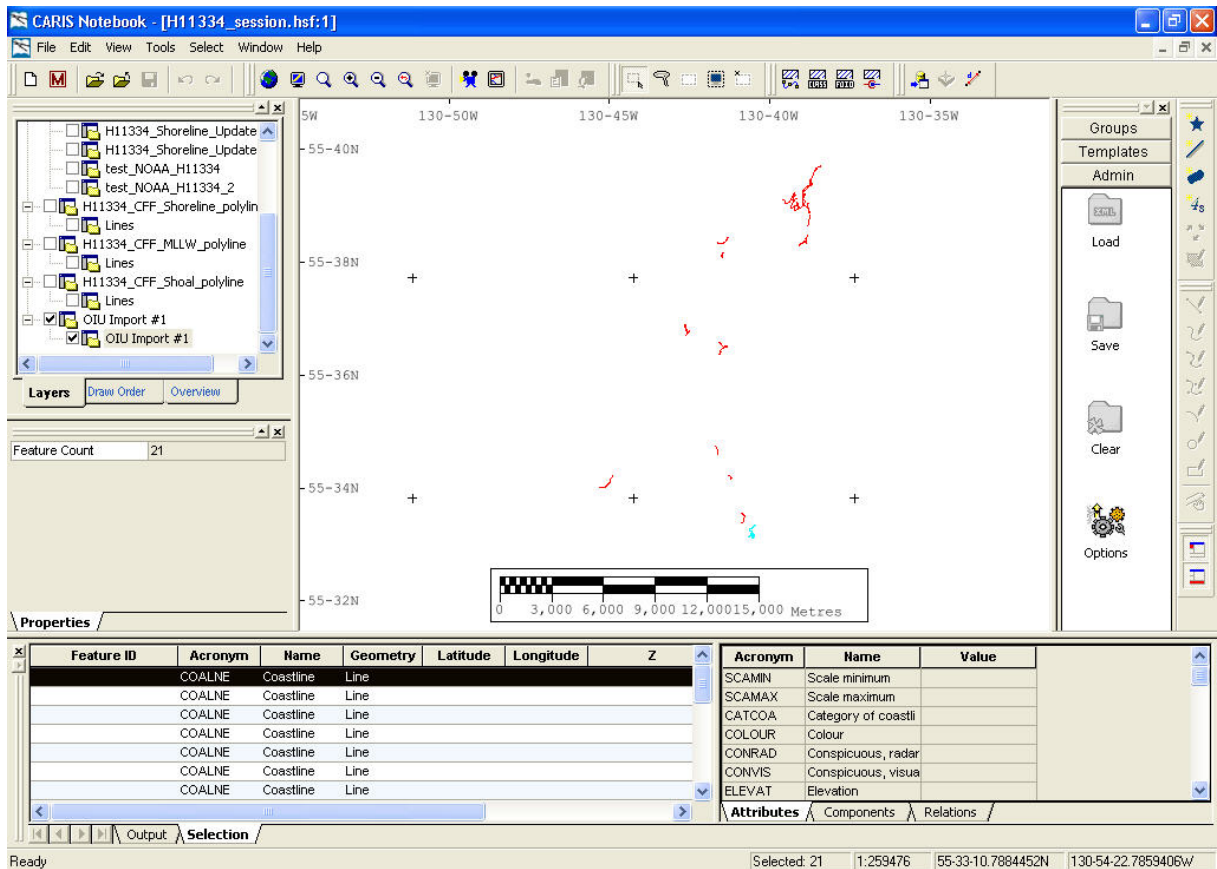 CARIS Notebook - [H11334_session.hsf:1]
File Edit View Tools Select Window Help
H11334_Shoreline_Update
H11334_Shoreline_Update
test_NOAA_H11334
test_NOAA_H11334_2
H11334_CFF_Shoreline_polylin
Lines
H11334_CFF_MLLW_polyline
Lines
H11334_CFF_Shoal_polyline
Lines
OIU Import #1
OIU Import #1
Layers Draw Order Overview
Feature Count 21
Properties
5W 130-50W 130-45W 130-40W 130-35W
55-40N
55-38N
55-36N
55-34N
55-32N
0 3,000 6,000 9,000 12,000 15,000 Metres
Groups
Templates
Admin
XML
Load
Save
Clear
Options
Feature ID Acronym Name Geometry Latitude Longitude Z
COALNE Coastline Line
COALNE Coastline Line
COALNE Coastline Line
COALNE Coastline Line
COALNE Coastline Line
COALNE Coastline Line
COALNE Coastline Line
Output Selection
Acronym Name Value
SCAMIN Scale minimum
SCAMAX Scale maximum
CATCOA Category of coastli
COLOUR Colour
CONRAD Conspicuous, radar
CONVIS Conspicuous, visua
ELEVAT Elevation
Attributes Components Relations
Ready
Selected: 21 1:259476 55-33-10.7884452N 130-54-22.7859406W